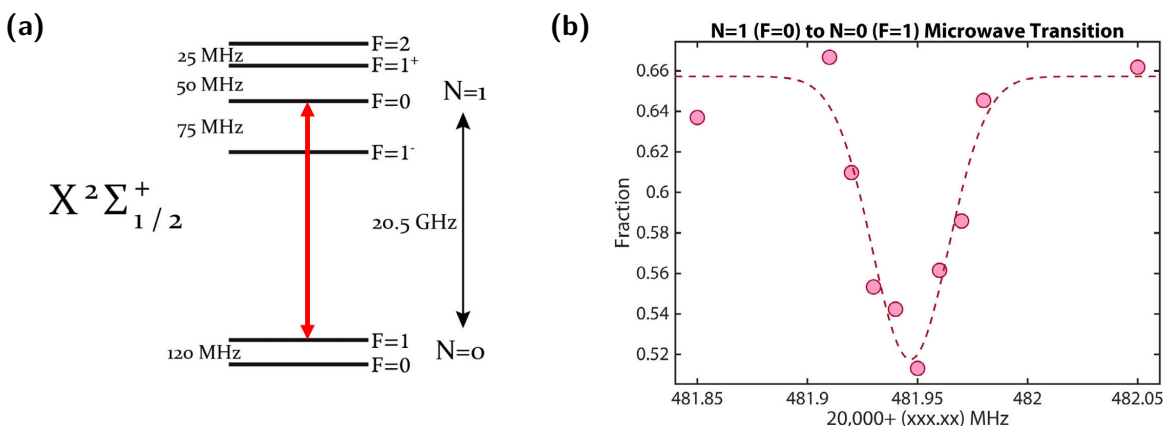 (a)
F=2
25 MHz
F=1+
50 MHz
F=0
N=1
75 MHz
F=1-
X 2Σ+1/2
20.5 GHz
F=1
N=0
120 MHz
F=0
(b)
N=1 (F=0) to N=0 (F=1) Microwave Transition
0.66
0.64
0.62
0.6
0.58
0.56
0.54
0.52
Fraction
481.85 481.9 481.95 482 482.05
20,000+ (xxx.xx) MHz